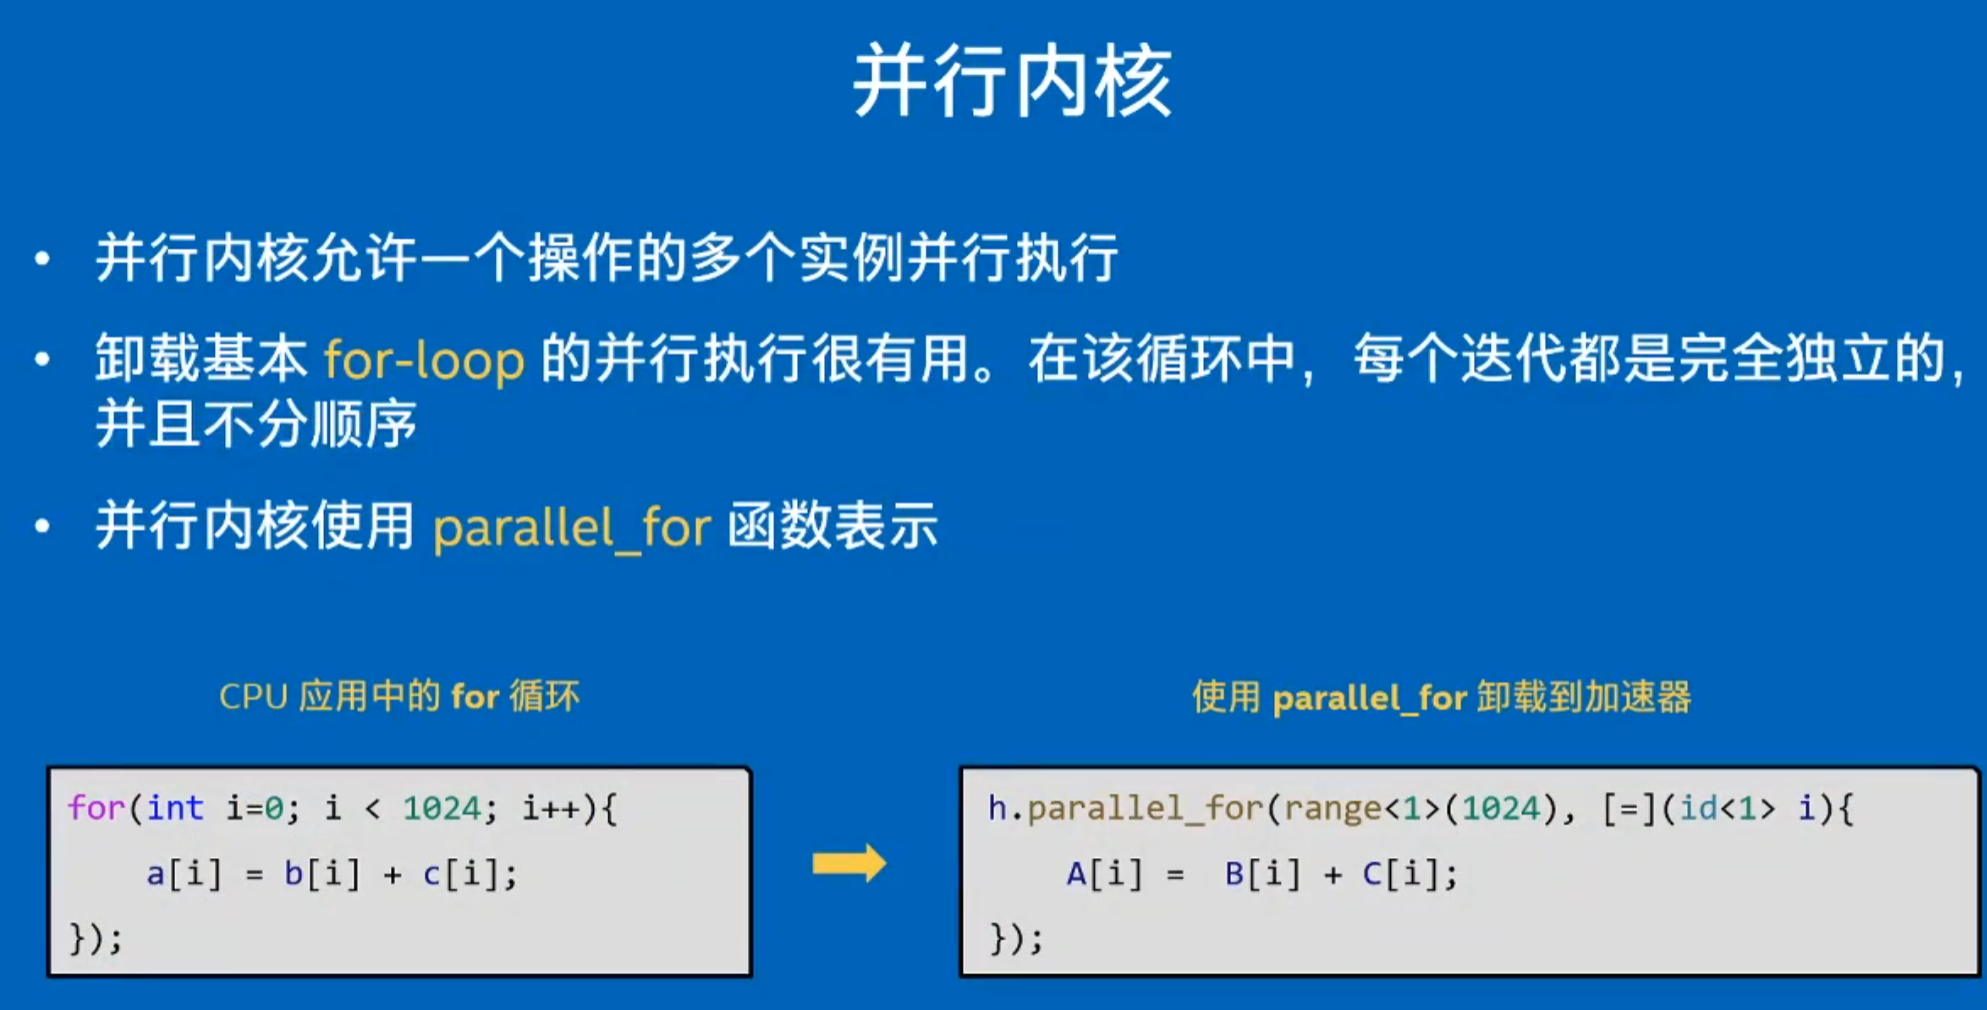 并行内核
• 并行内核允许一个操作的多个实例并行执行
• 卸载基本 for-loop 的并行执行很有用。在该循环中，每个迭代都是完全独立的，
并且不分顺序
• 并行内核使用 parallel_for 函数表示
CPU 应用中的 for 循环
for(int i=0; i < 1024; i++){
    a[i] = b[i] + c[i];
});
使用 parallel_for 卸载到加速器
h.parallel_for(range<1>(1024), [=](id<1> i){
    A[i] =  B[i] + C[i];
});